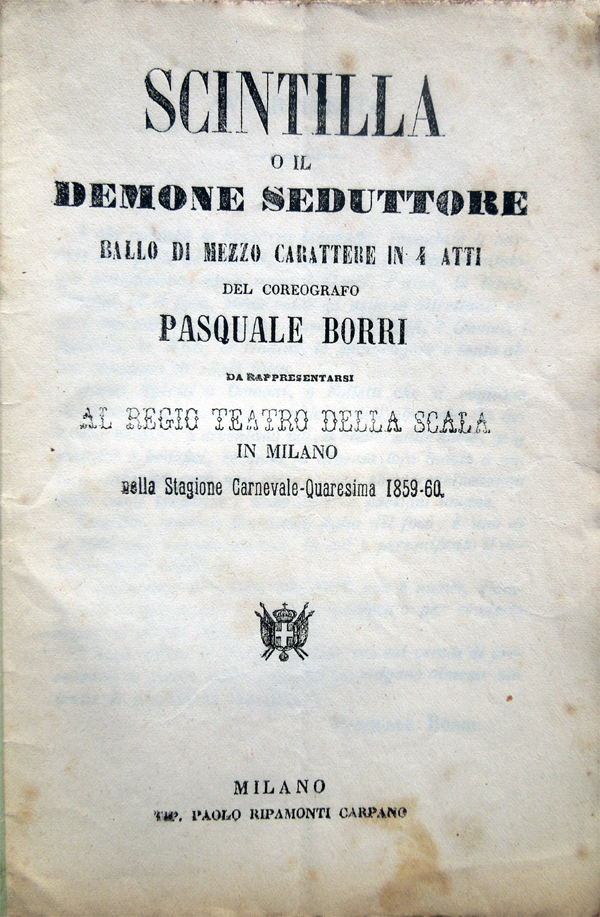 SCINTILLA
O IL
DEMONE SEDUTTORE
BALLO DI MEZZO CARATTERE IN 4 ATTI
DEL COREOGRAFO
PASQUALE BORRI
DA RAPPRESENTARSI
AL REGIO TEATRO DELLA SCALA
IN MILANO
nella Stagione Carnevale-Quaresima 1859-60.
MILANO
TIP. PAOLO RIPAMONTI CARPANO